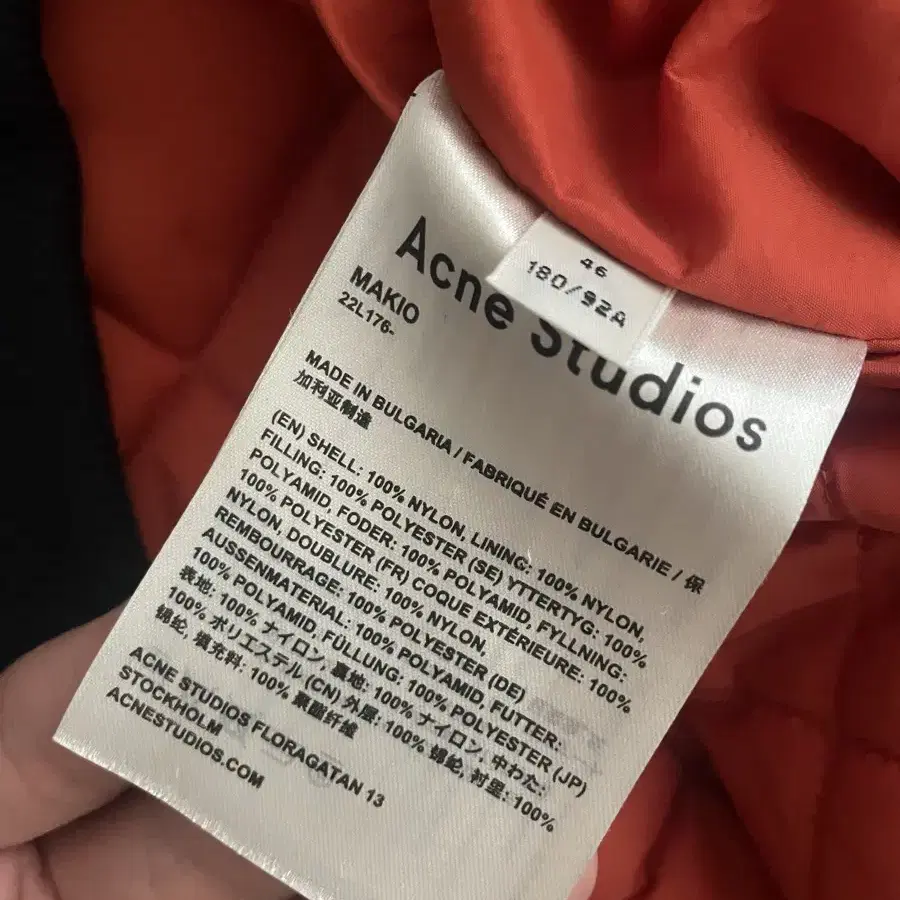 46
180/92A
Acne Studios
MAKIO
22L176-
MADE IN BULGARIA / FABRIQUÉ EN BULGARIE / 保
加利亚制造
(EN) SHELL: 100% NYLON, LINING: 100% NYLON,
FILLING: 100% POLYESTER (SE) YTTERTYG: 100%
POLYAMID, FODER: 100% POLYAMID, FYLLNING:
100% POLYESTER (FR) COQUE EXTÉRIEURE: 100%
NYLON, DOUBLURE: 100% NYLON,
REMBOURRAGE: 100% POLYESTER (DE)
AUSSENMATERIAL: 100% POLYAMID, FUTTER:
100% POLYAMID, FÜLLUNG: 100% POLYESTER (JP)
表地: 100% ナイロン, 裏地: 100% ナイロン, 中わた:
100% ポリエステル (CN) 外层: 100% 锦纶, 衬里: 100%
锦纶, 填充料: 100% 聚酯纤维
ACNE STUDIOS FLORAGATAN 13
STOCKHOLM
ACNESTUDIOS.COM